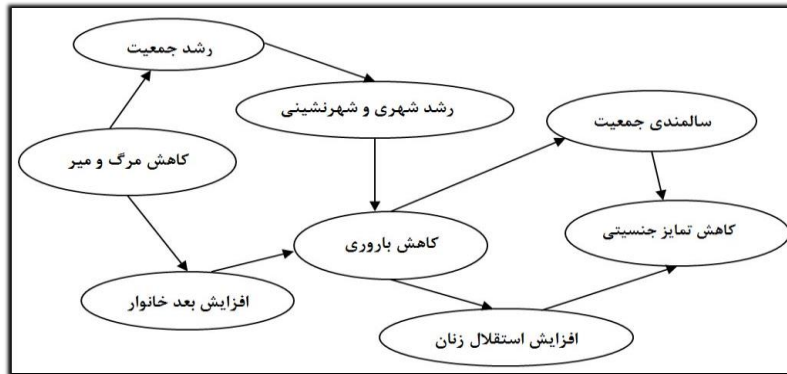 رشد جمعیت
رشد شهری و شهرنشینی
سالمندی جمعیت
کاهش مرگ و میر
کاهش باروری
کاهش تمایز جنسیتی
افزایش بعد خانوار
افزایش استقلال زنان